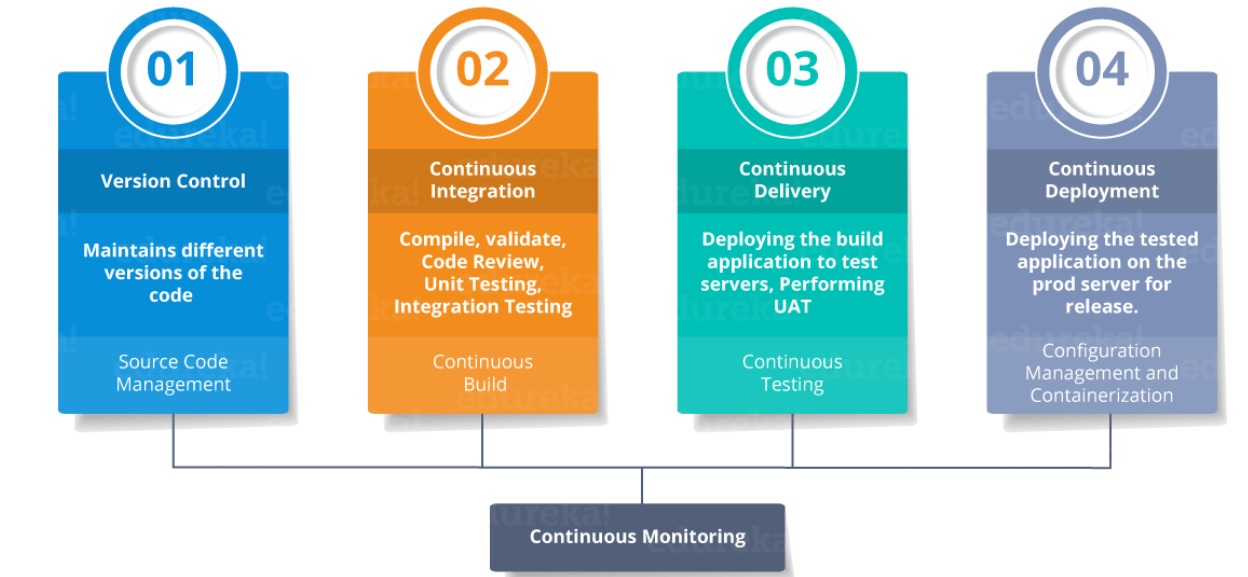 01
Version Control
Maintains different
versions of the
code
Source Code
Management
02
Continuous
Integration
Compile, validate,
Code Review,
Unit Testing,
Integration Testing
Continuous
Build
03
Continuous
Delivery
Deploying the build
application to test
servers, Performing
UAT
Continuous
Testing
04
Continuous
Deployment
Deploying the tested
application on the
prod server for
release.
Configuration
Management and
Containerization
Continuous Monitoring
edureka!